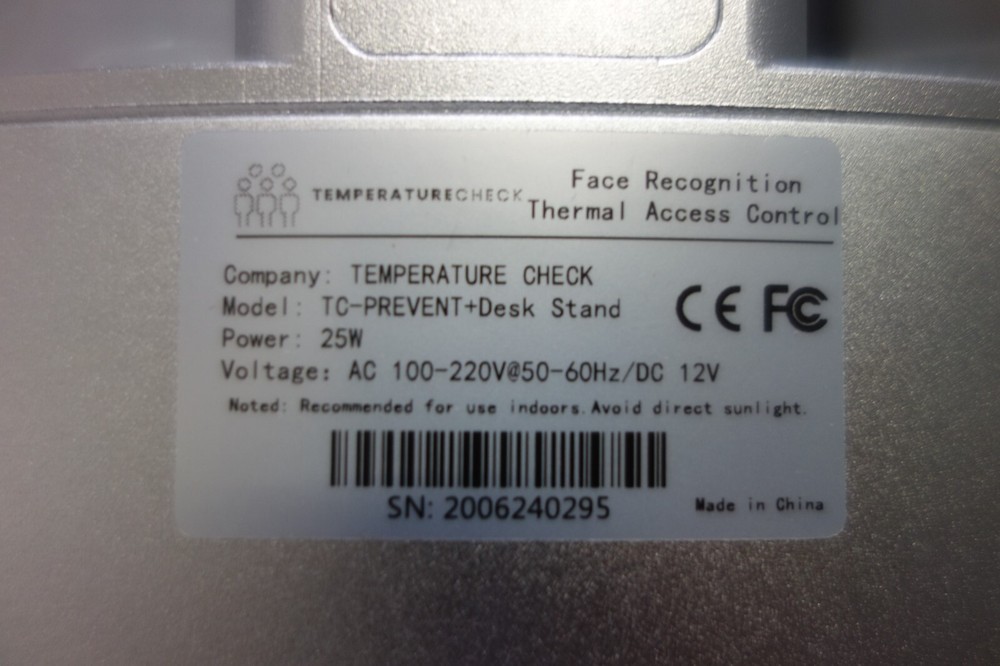 TEMPERATURECHECK
Face Recognition
Thermal Access Control
Company: TEMPERATURE CHECK
Model: TC-PREVENT+Desk Stand
CE FC
Power: 25W
Voltage: AC 100-220V@50-60Hz/DC 12V
Noted: Recommended for use indoors.Avoid direct sunlight.
SN: 2006240295
Made in China